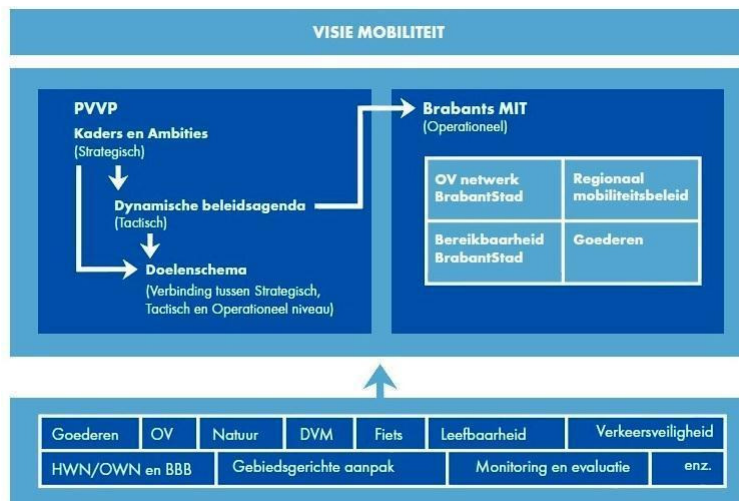 VISIE MOBILITEIT
PVVP
Kaders en Ambities
(Strategisch)
Dynamische beleidsagenda
(Tactisch)
Doelenschema
(Verbinding tussen Strategisch,
Tactisch en Operationeel niveau)
Brabants MIT
(Operationeel)
OV netwerk
BrabantStad
Regionaal
mobiliteitsbeleid
Bereikbaarheid
BrabantStad
Goederen
Goederen OV Natuur DVM Fiets Leefbaarheid Verkeersveiligheid
HWN/OWN en BBB Gebiedsgerichte aanpak Monitoring en evaluatie enz.